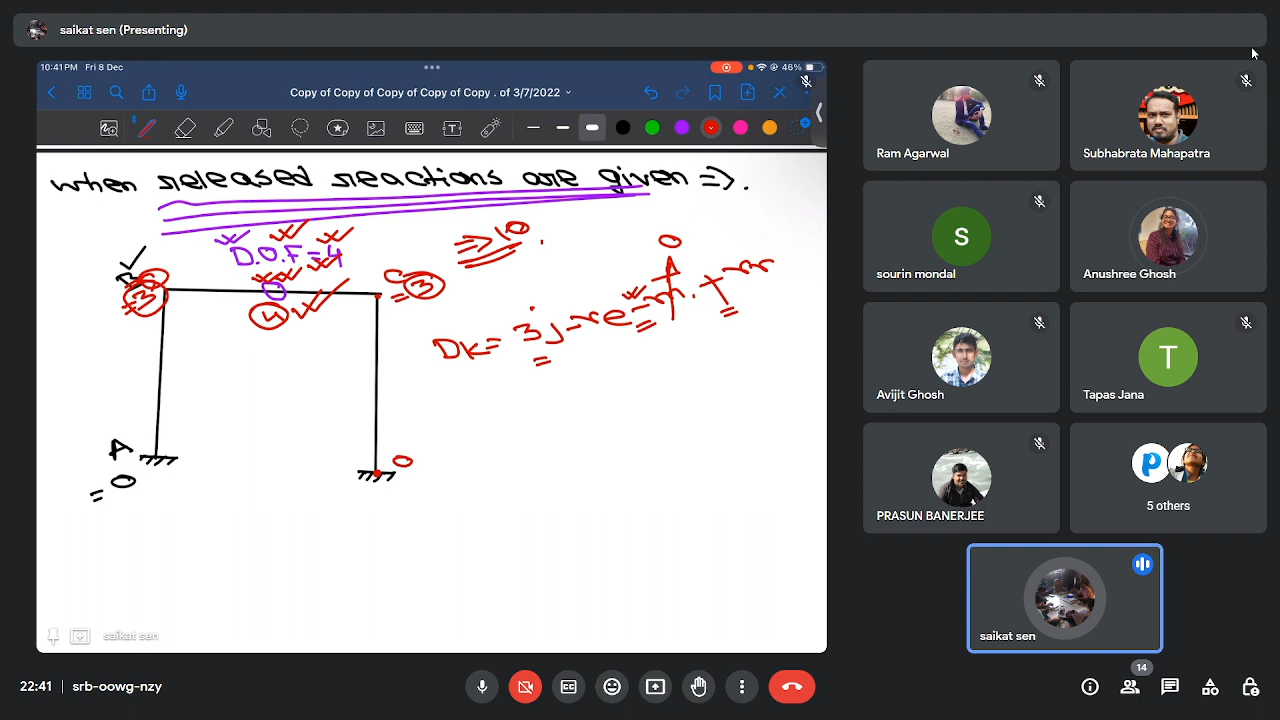 saikat sen (Presenting)
10:41 PM Fri 8 Dec
46%
Copy of Copy of Copy of Copy of Copy . of 3/7/2022
when released reactions are given =>.
D.O.F = 4
=> 10.
B
= 3
4
C
= 3
0
DK = 3j - re - m + rr
A
= 0
0
saikat sen
Ram Agarwal
Subhabrata Mahapatra
S
sourin mondal
Anushree Ghosh
Avijit Ghosh
T
Tapas Jana
PRASUN BANERJEE
P
5 others
saikat sen
22:41 | srb-oowg-nzy
14